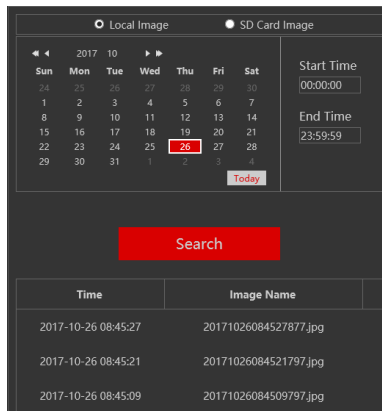 Local Image SD Card Image
2017 10
Sun Mon Tue Wed Thu Fri Sat
24 25 26 27 28 29 30
1 2 3 4 5 6 7
8 9 10 11 12 13 14
15 16 17 18 19 20 21
22 23 24 25 26 27 28
29 30 31 1 2 3 4
Today
Start Time
00:00:00
End Time
23:59:59
Search
Time Image Name
2017-10-26 08:45:27 20171026084527877.jpg
2017-10-26 08:45:21 20171026084521797.jpg
2017-10-26 08:45:09 20171026084509797.jpg